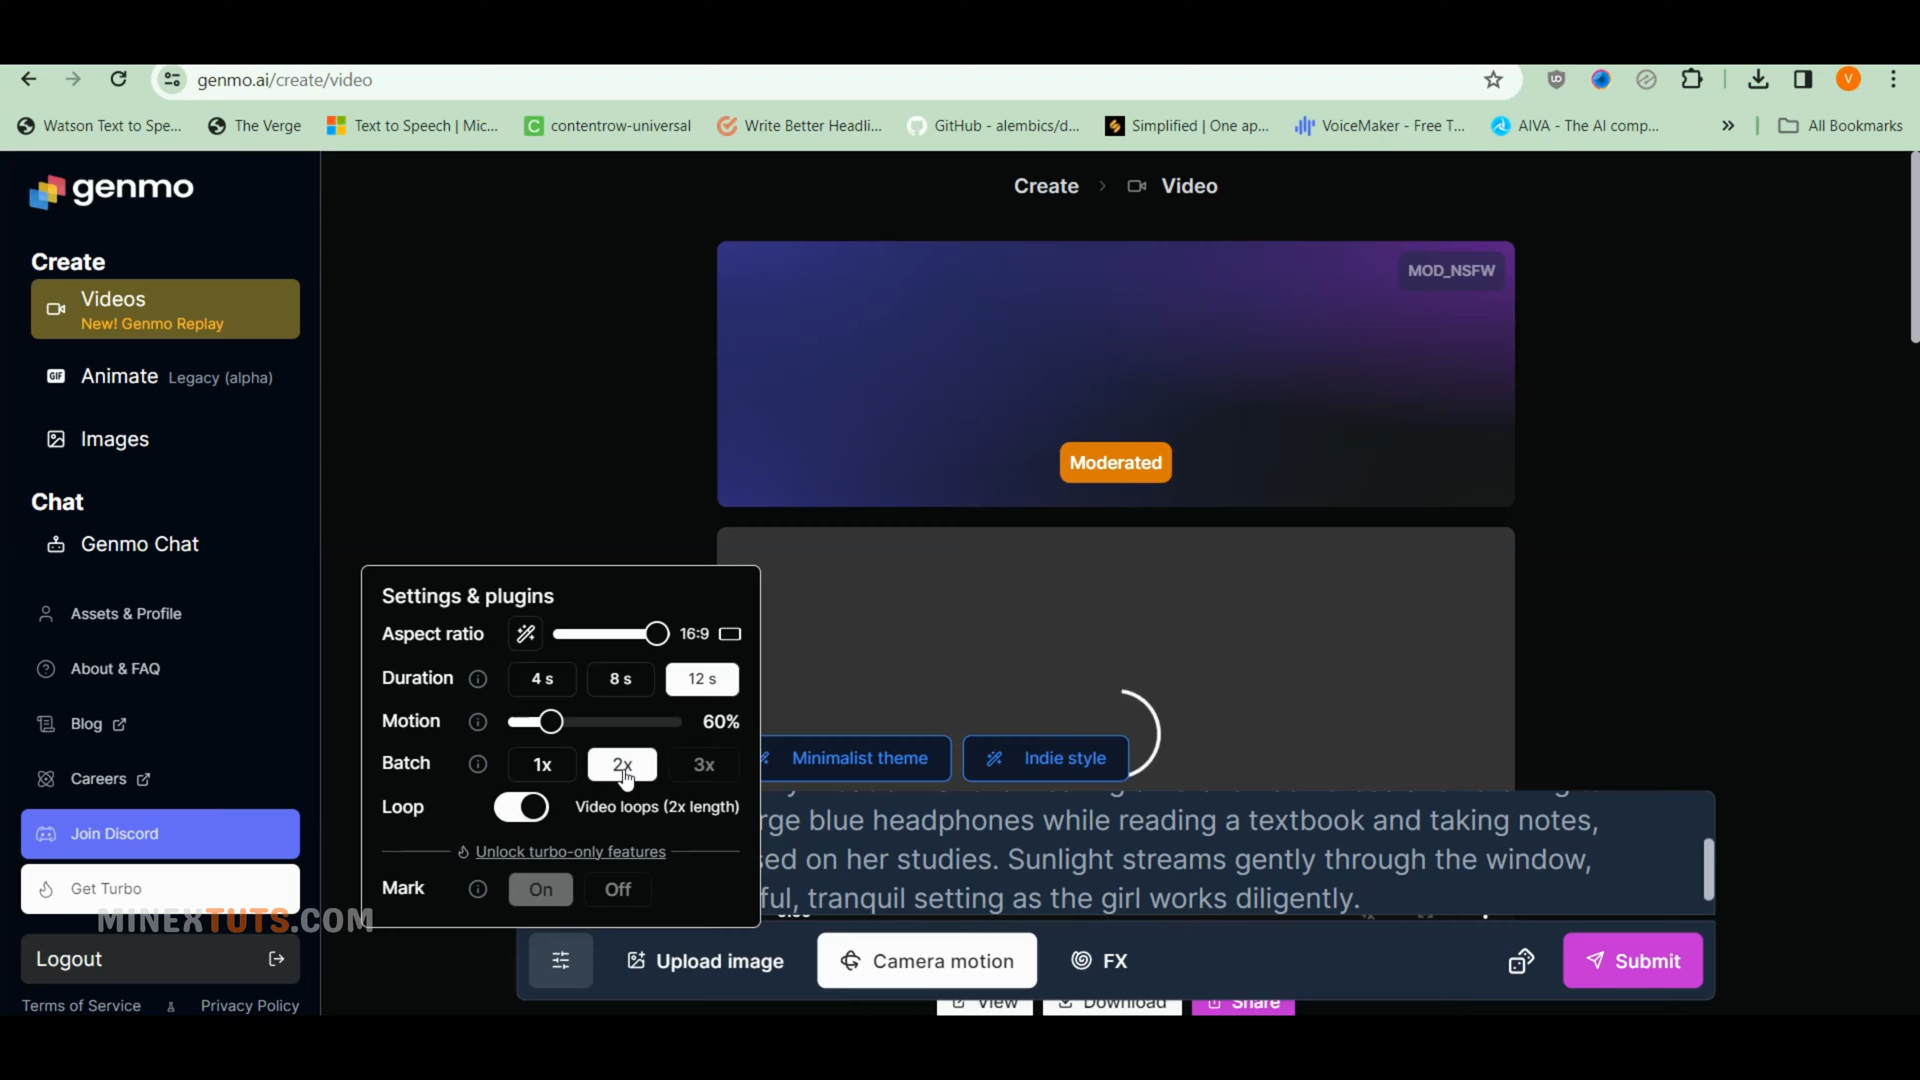 genmo.ai/create/video
V
Watson Text to Spe...
The Verge
Text to Speech | Mic...
contentrow-universal
Write Better Headli...
GitHub - alembics/d...
Simplified | One ap...
VoiceMaker - Free T...
AIVA - The AI comp...
All Bookmarks
genmo
Create
Video
MOD_NSFW
Moderated
Create
Videos
New! Genmo Replay
GIF
Animate Legacy (alpha)
Images
Chat
Genmo Chat
Assets & Profile
About & FAQ
Blog
Careers
Join Discord
Get Turbo
MINEXTUTS.COM
Logout
Terms of Service
Privacy Policy
Settings & plugins
Aspect ratio 16:9
Duration 4 s 8 s 12 s
Motion 60%
Batch 1x 2x 3x
Loop Video loops (2x length)
Unlock turbo-only features
Mark On Off
Minimalist theme
Indie style
rge blue headphones while reading a textbook and taking notes,
sed on her studies. Sunlight streams gently through the window,
ful, tranquil setting as the girl works diligently.
Upload image
Camera motion
FX
Submit
View
Download
Share